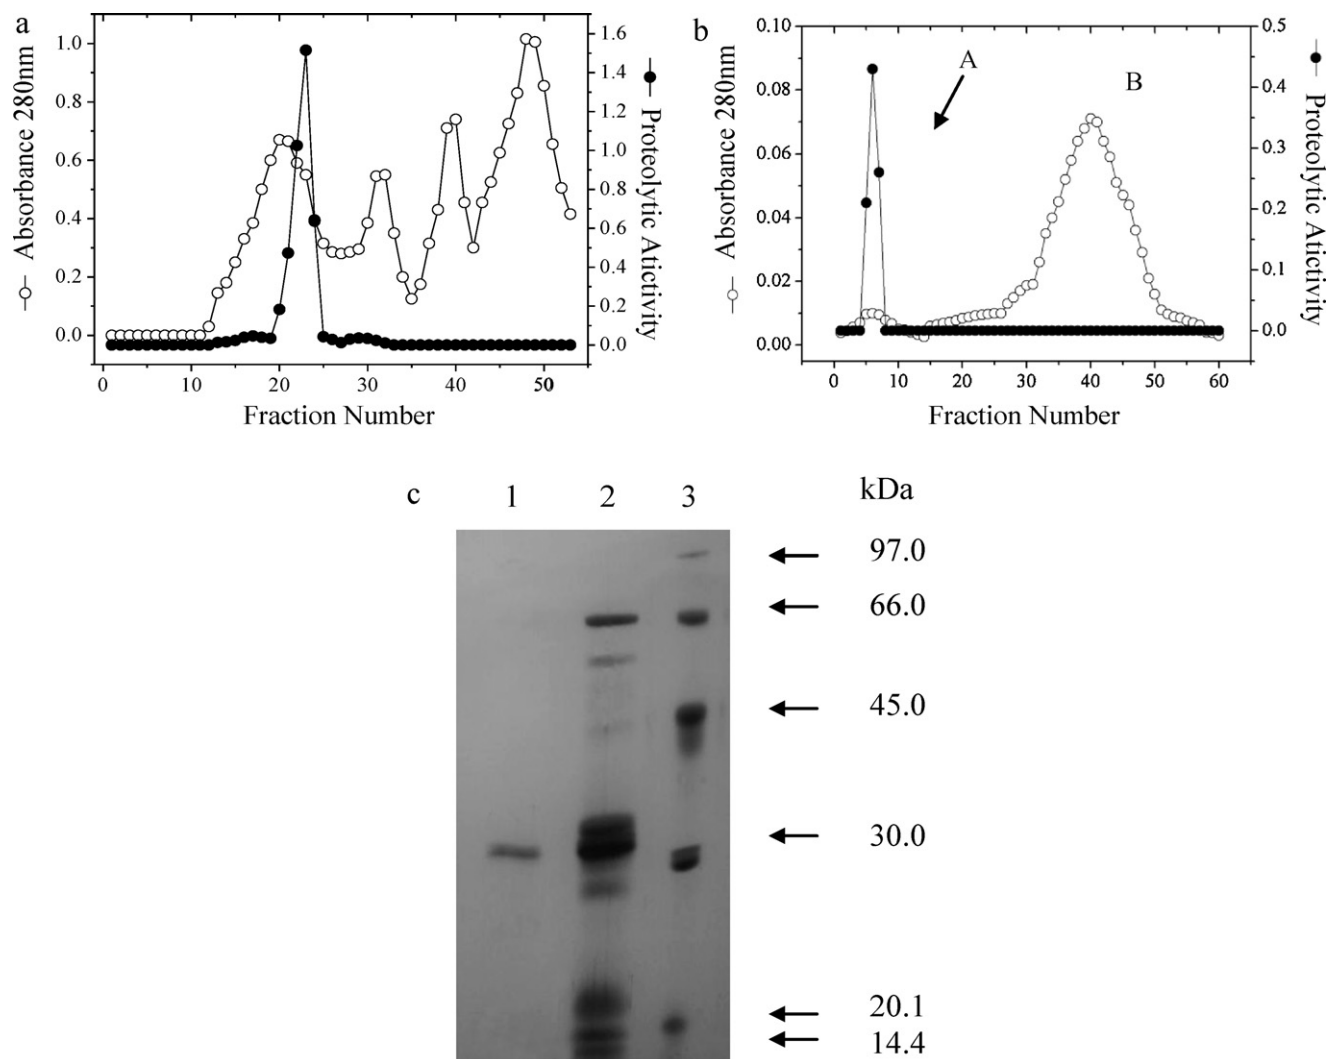 a
Absorbance 280nm
1.0
0.8
0.6
0.4
0.2
0.0
0 10 20 30 40 50
Fraction Number
1.6
1.4
1.2
1.0
0.8
0.6
0.4
0.2
0.0
Proteolytic Atictivity
b
Absorbance 280nm
0.10
0.08
0.06
0.04
0.02
0.00
A
B
0 10 20 30 40 50 60
Fraction Number
0.5
0.4
0.3
0.2
0.1
0.0
Proteolytic Atictivity
c 1 2 3 kDa
97.0
66.0
45.0
30.0
20.1
14.4